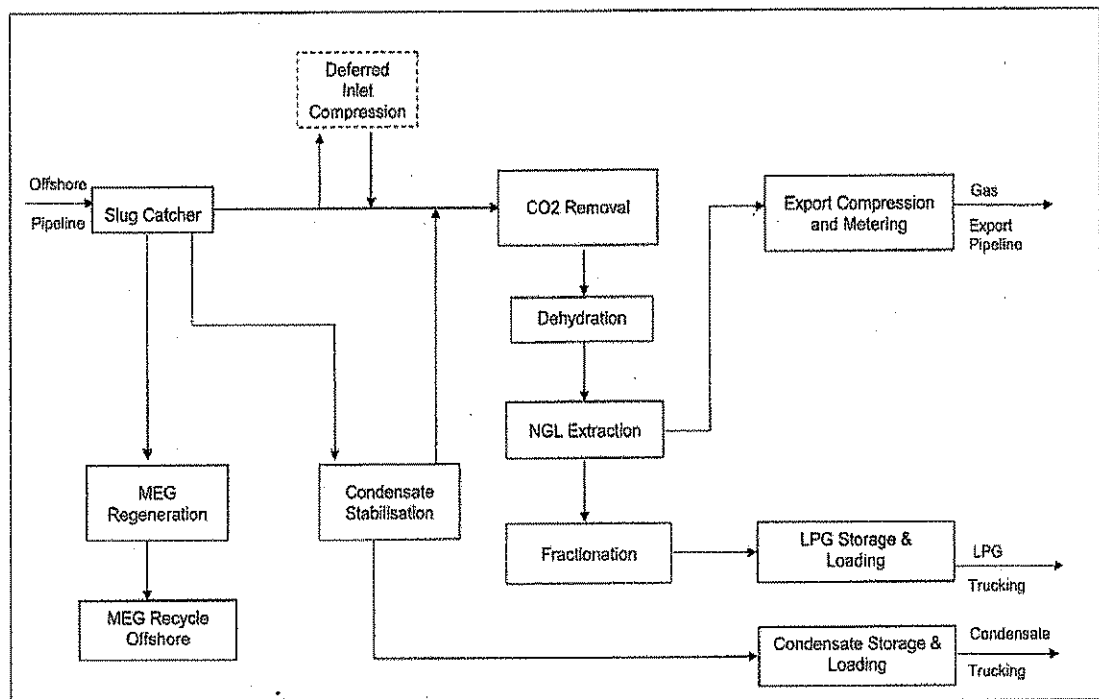 Deferred
Inlet
Compression
Offshore
Pipeline
Slug Catcher
CO2 Removal
Export Compression
and Metering
Gas
Export
Pipeline
Dehydration
NGL Extraction
MEG
Regeneration
Condensate
Stabilisation
Fractionation
LPG Storage &
Loading
LPG
Trucking
MEG Recycle
Offshore
Condensate Storage &
Loading
Condensate
Trucking